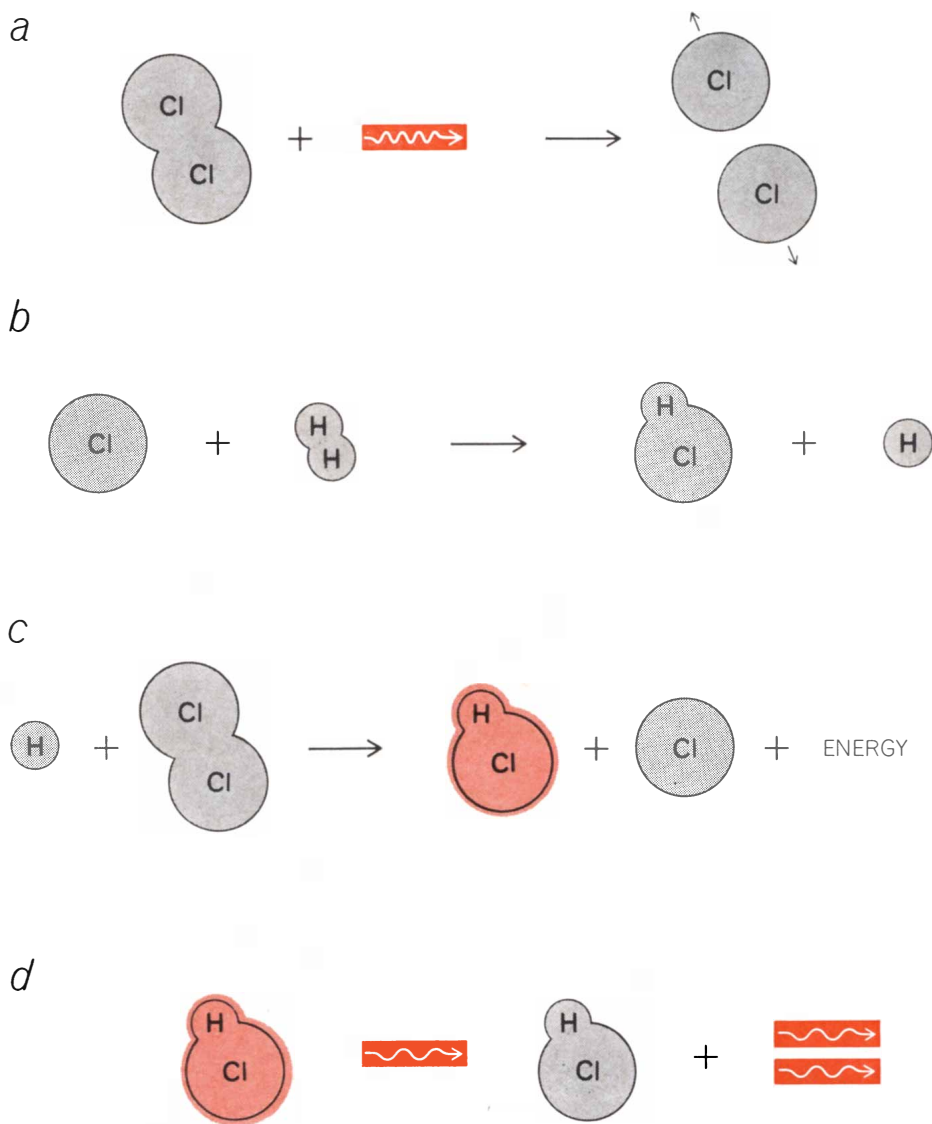 a
Cl
Cl
+
Cl
Cl
b
Cl + H H Cl H + H
c
H + Cl Cl H Cl + Cl + ENERGY
d
H Cl H Cl +